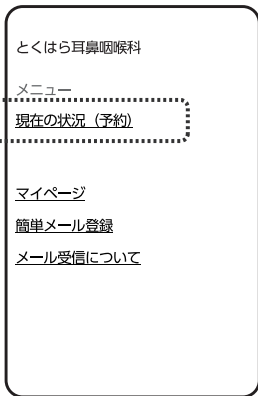 とくはら耳鼻咽喉科
メニュー
現在の状況（予約）
マイページ
簡単メール登録
メール受信について